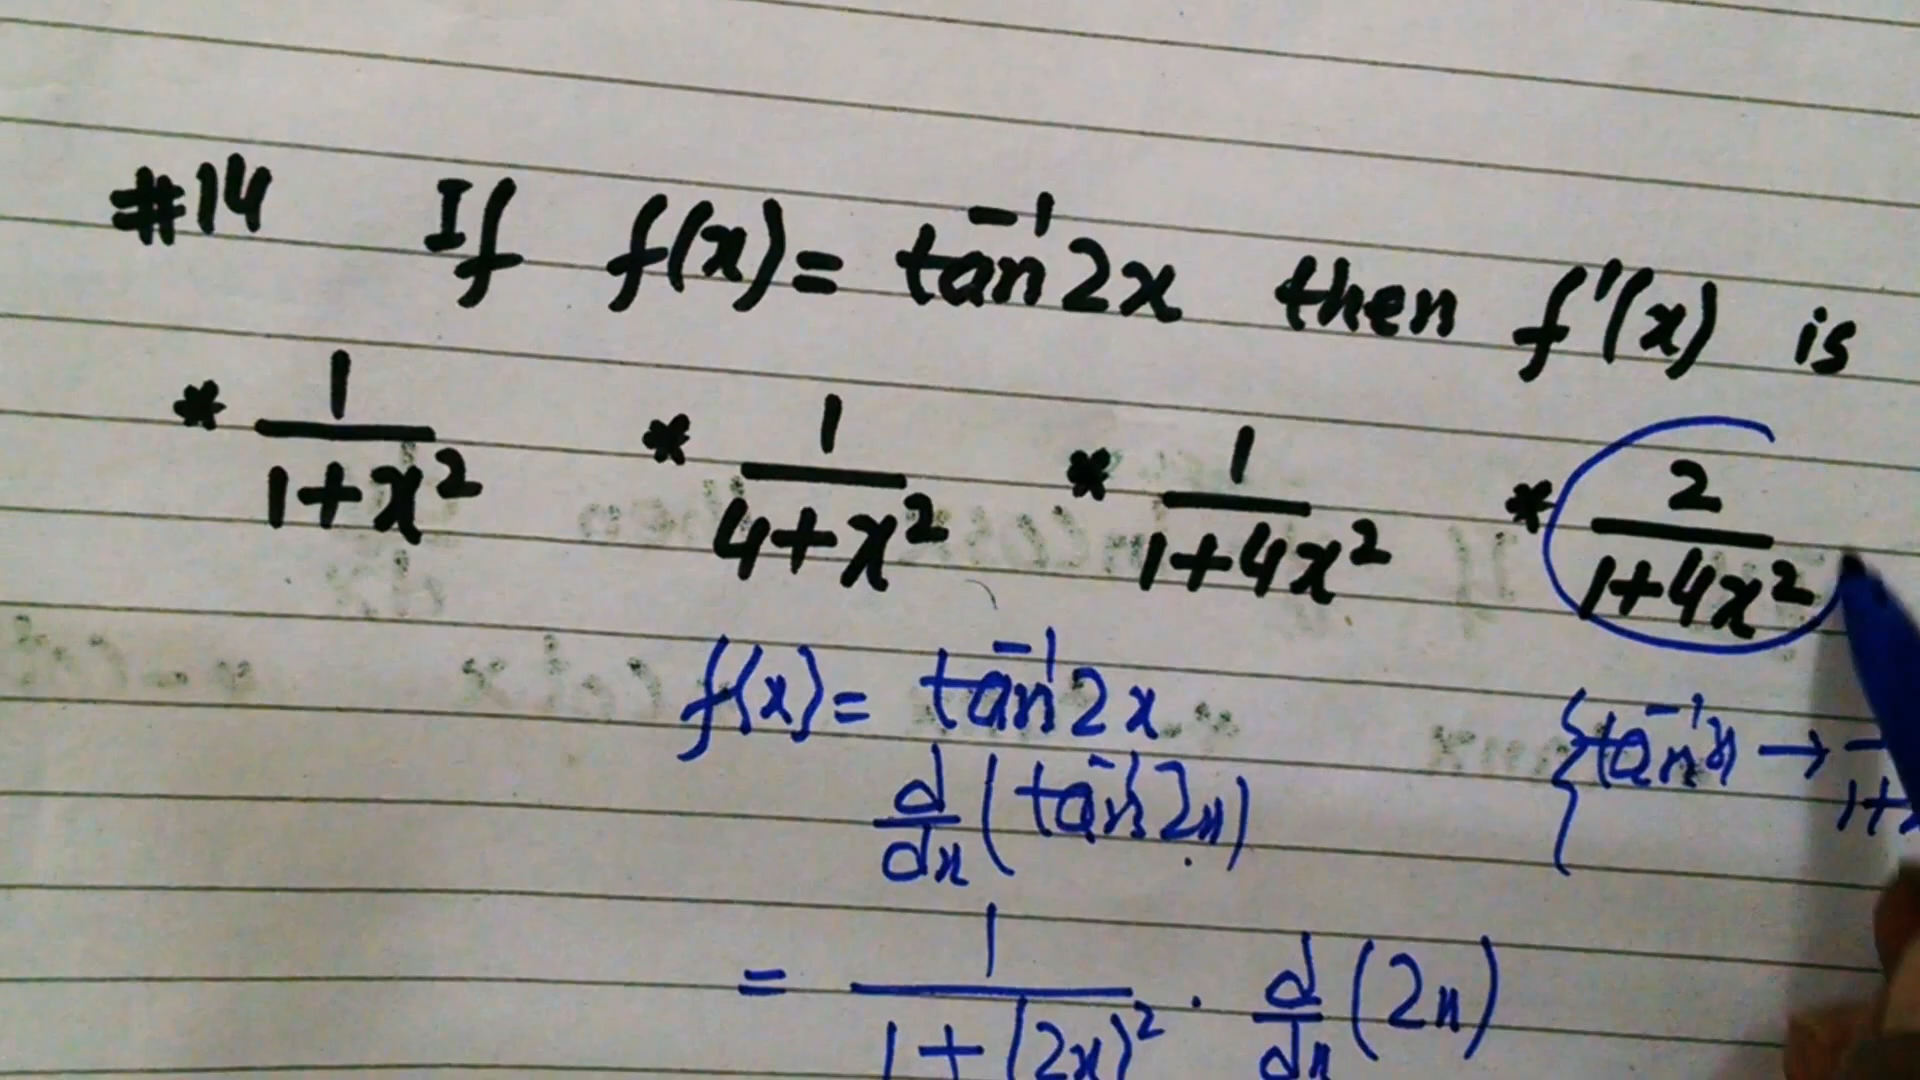 #14 If f(x) = tan⁻¹2x then f'(x) is
* 1/(1+x²) * 1/(4+x²) * 1/(1+4x²) * 2/(1+4x²)
f(x) = tan⁻¹2x
{tan⁻¹x →
d/dx (tan⁻¹2x)
= 1/(1+(2x)²) · d/dx (2x)